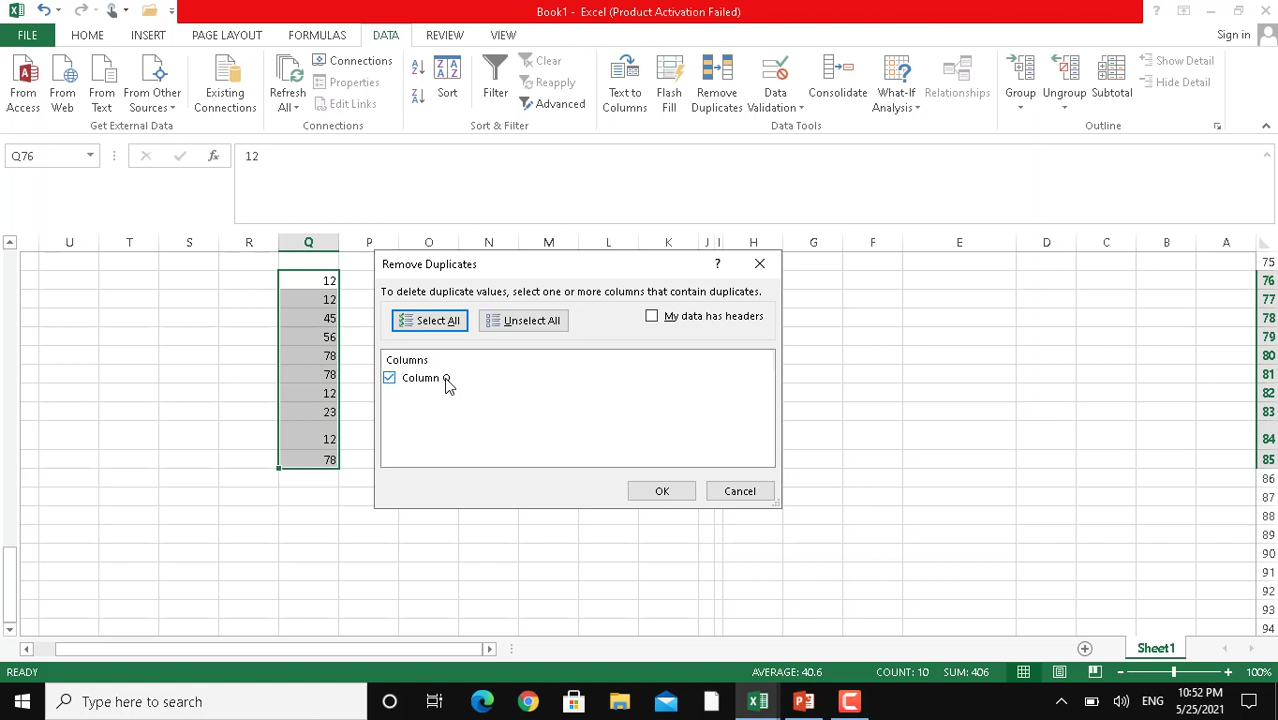 Book1 - Excel (Product Activation Failed)
FILE HOME INSERT PAGE LAYOUT FORMULAS DATA REVIEW VIEW Sign in
From Access
From Web
From Text
From Other Sources
Existing Connections
Get External Data
Refresh All
Connections
Properties
Edit Links
Connections
Sort
Filter
Clear
Reapply
Advanced
Sort & Filter
Text to Columns
Flash Fill
Remove Duplicates
Data Validation
Consolidate
What-If Analysis
Relationships
Data Tools
Group
Ungroup
Subtotal
Show Detail
Hide Detail
Outline
Q76 fx 12
U T S R Q P O N M L K J I H G F E D C B A
75
12 76
12 77
45 78
56 79
78 80
78 81
12 82
23 83
12 84
78 85
86
87
88
89
90
91
92
93
94
Remove Duplicates ?
To delete duplicate values, select one or more columns that contain duplicates.
Select All Unselect All My data has headers
Columns
Column Q
OK Cancel
Sheet1
READY AVERAGE: 40.6 COUNT: 10 SUM: 406 100%
Type here to search ENG 10:52 PM
5/25/2021